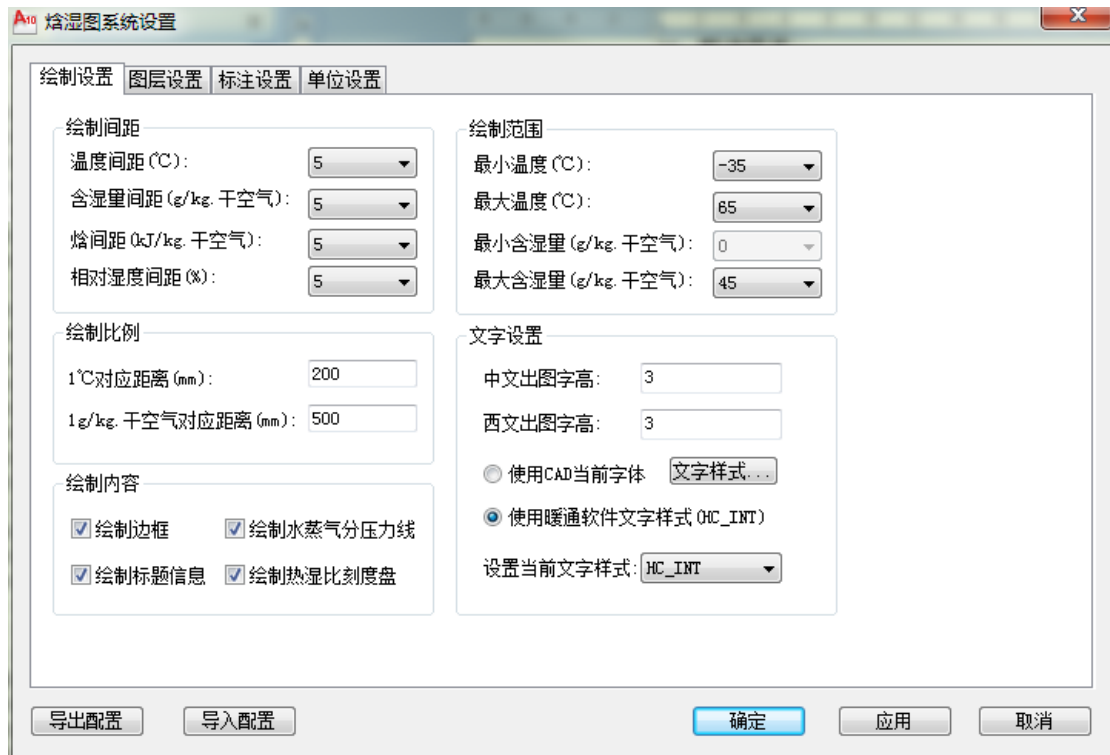 A10 焓湿图系统设置
绘制设置 图层设置 标注设置 单位设置
绘制间距
温度间距(℃): 5
含湿量间距(g/kg.干空气): 5
焓间距(kJ/kg.干空气): 5
相对湿度间距(%): 5
绘制范围
最小温度(℃): -35
最大温度(℃): 65
最小含湿量(g/kg.干空气): 0
最大含湿量(g/kg.干空气): 45
绘制比例
1℃对应距离(mm): 200
1g/kg.干空气对应距离(mm): 500
文字设置
中文出图字高: 3
西文出图字高: 3
使用CAD当前字体 文字样式...
使用暖通软件文字样式(HC_INT)
设置当前文字样式: HC_INT
绘制内容
绘制边框 绘制水蒸气分压力线
绘制标题信息 绘制热湿比刻度盘
导出配置 导入配置 确定 应用 取消